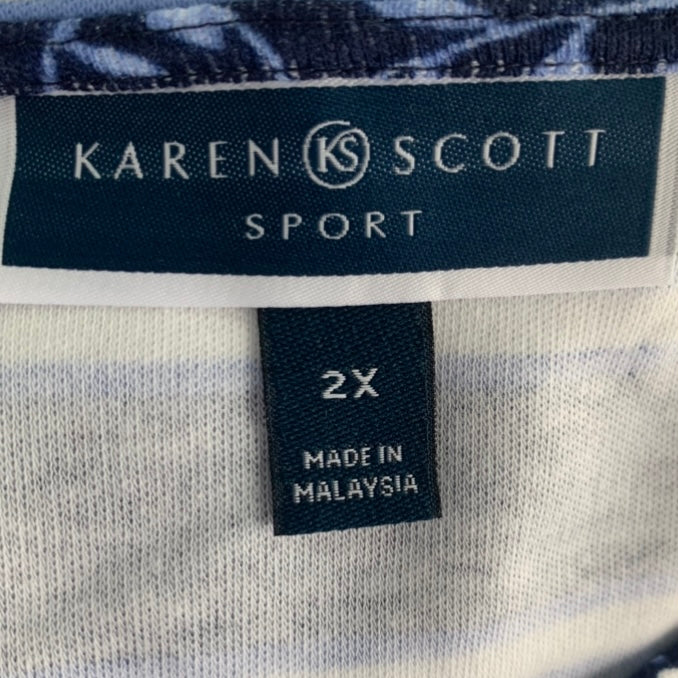 KAREN KS SCOTT
SPORT
2X
MADE IN
MALAYSIA